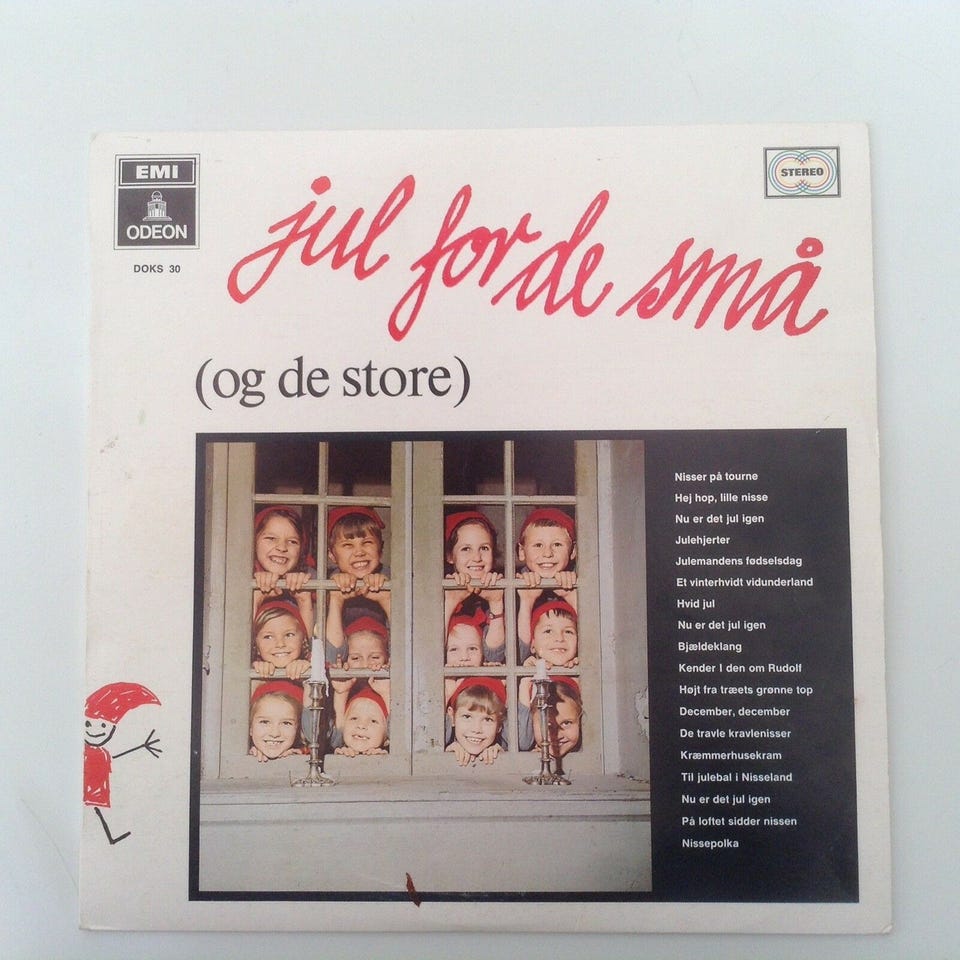 EMI
ODEON
DOKS 30
STEREO
jul for de små
(og de store)
Nisser på tourne
Hej hop, lille nisse
Nu er det jul igen
Julehjerter
Julemandens fødselsdag
Et vinterhvidt vidunderland
Hvid jul
Nu er det jul igen
Bjældeklang
Kender I den om Rudolf
Højt fra træets grønne top
December, december
De travle kravlenisser
Kræmmerhusekram
Til julebal i Nisseland
Nu er det jul igen
På loftet sidder nissen
Nissepolka